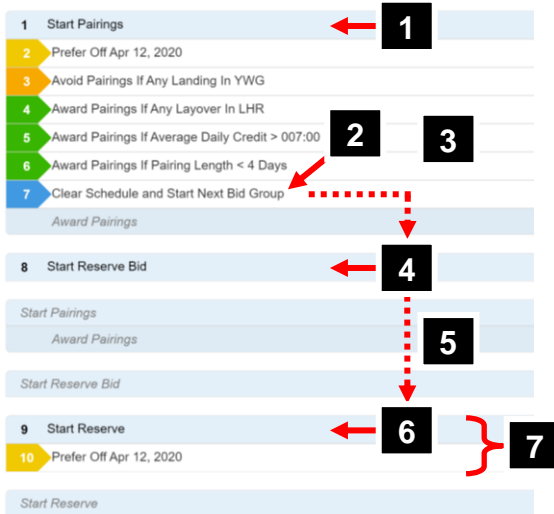 1 Start Pairings 1
2 Prefer Off Apr 12, 2020
3 Avoid Pairings If Any Landing In YWG
4 Award Pairings If Any Layover In LHR
5 Award Pairings If Average Daily Credit > 007:00 2 3
6 Award Pairings If Pairing Length < 4 Days
7 Clear Schedule and Start Next Bid Group
Award Pairings
8 Start Reserve Bid 4
Start Pairings
Award Pairings 5
Start Reserve Bid
9 Start Reserve 6
10 Prefer Off Apr 12, 2020 7
Start Reserve